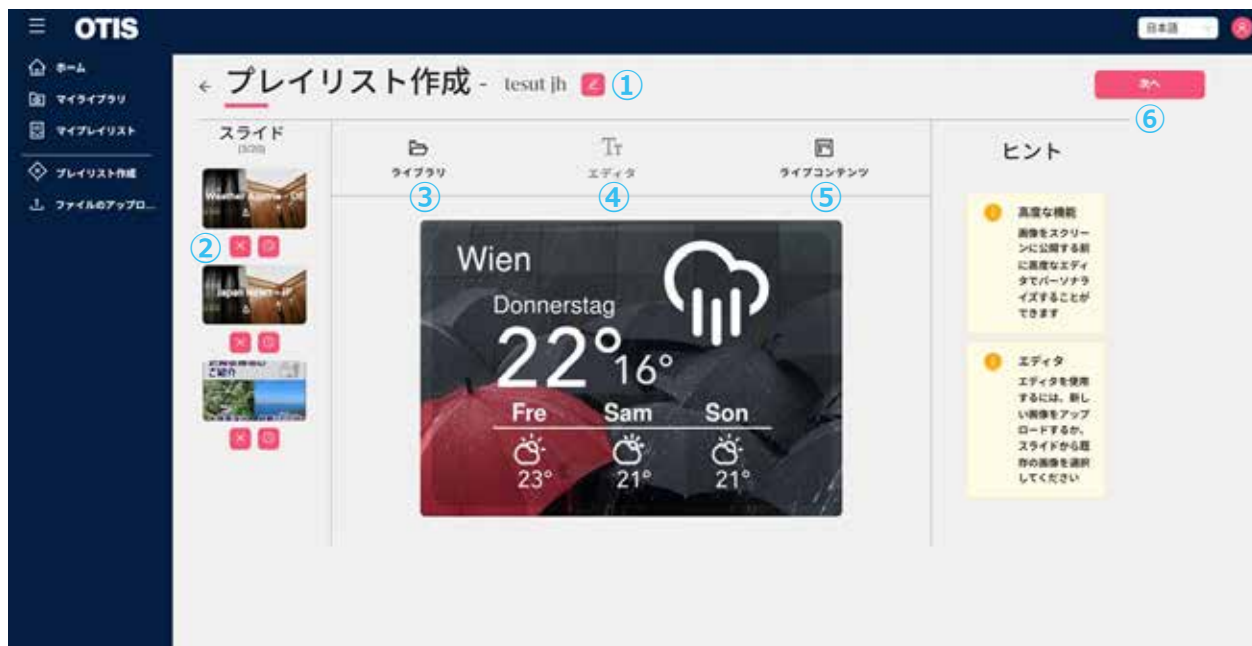 OTIS
日本語
ホーム
マイライブラリ
マイプレイリスト
プレイリスト作成
ファイルのアップロ...
← プレイリスト作成 - tesut jh ①
次へ
⑥
スライド
(3/20)
②
ご紹介
ライブラリ
③
エディタ
④
ライブコンテンツ
⑤
Wien
Donnerstag
22° 16°
Fre Sam Son
23° 21° 21°
ヒント
高度な機能
画像をスクリー
ンに公開する前
に高度なエディ
タでパーソナラ
イズすることが
できます
エディタ
エディタを使用
するには、新し
い画像をアップ
ロードするか、
スライドから既
存の画像を選択
してください